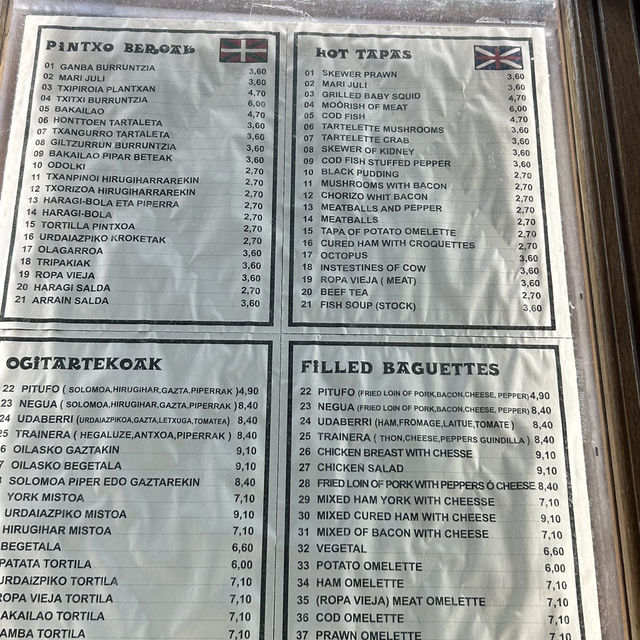 PINTXO BEROAK
01 GANBA BURRUNTZIA 3,60
02 MARI JULI 3,60
03 TXIPIROIA PLANTXAN 4,70
04 TXITXI BURRUNTZIA 6,00
05 BAKAILAO 4,70
06 HONTTOEN TARTALETA 3,60
07 TXANGURRO TARTALETA 3,60
08 GILTZURRUN BURRUNTZIA 3,60
09 BAKAILAO PIPAR BETEAK 3,60
10 ODOLKI 2,70
11 TXANPINOI HIRUGIHARRAREKIN 2,70
12 TXORIZOA HIRUGIHARREKIN 2,70
13 HARAGI-BOLA ETA PIPERRA 2,70
14 HARAGI-BOLA 2,70
15 TORTILLA PINTXOA 2,70
16 URDAIAZPIKO KROKETAK 2,70
17 OLAGARROA 3,60
18 TRIPAKIAK 3,60
19 ROPA VIEJA 3,60
20 HARAGI SALDA 2,70
21 ARRAIN SALDA 3,60
HOT TAPAS
01 SKEWER PRAWN 3,60
02 MARI JULI 3,60
03 GRILLED BABY SQUID 4,70
04 MOÓRISH OF MEAT 6,00
05 COD FISH 4,70
06 TARTELETTE MUSHROOMS 3,60
07 TARTELETTE CRAB 3,60
08 SKEWER OF KIDNEY 3,60
09 COD FISH STUFFED PEPPER 3,60
10 BLACK PUDDING 2,70
11 MUSHROOMS WITH BACON 2,70
12 CHORIZO WHIT BACON 2,70
13 MEATBALLS AND PEPPER 2,70
14 MEATBALLS 2,70
15 TAPA OF POTATO OMELETTE 2,70
16 CURED HAM WITH CROQUETTES 2,70
17 OCTOPUS 3,60
18 INSTESTINES OF COW 3,60
19 ROPA VIEJA ( MEAT) 3,60
20 BEEF TEA 2,70
21 FISH SOUP (STOCK) 3,60
OGITARTEKOAK
22 PITUFO ( SOLOMOA,HIRUGIHAR,GAZTA,PIPERRAK )4,90
23 NEGUA ( SOLOMOA,HIRUGIHAR,GAZTA,PIPERRAK ) 8,40
24 UDABERRI (URDAIAZPIKOA,GAZTA,LETXUGA,TOMATEA) 8,40
25 TRAINERA ( HEGALUZE,ANTXOA,PIPERRAK ) 8,40
6 OILASKO GAZTAKIN 9,10
7 OILASKO BEGETALA 9,10
SOLOMOA PIPER EDO GAZTAREKIN 8,40
YORK MISTOA 7,10
URDAIAZPIKO MISTOA 9,10
HIRUGIHAR MISTOA 7,10
BEGETALA 6,60
PATATA TORTILA 6,00
URDAIZPIKO TORTILA 7,10
ROPA VIEJA TORTILA 7,10
AKAILAO TORTILA 7,10
AMBA TORTILA 7,10
FILLED BAGUETTES
22 PITUFO (FRIED LOIN OF PORK,BACON,CHEESE, PEPPER)4,90
23 NEGUA (FRIED LOIN OF PORK,BACON,CHEESE, PEPPER) 8,40
24 UDABERRI (HAM,FROMAGE,LAITUE,TOMATE ) 8,40
25 TRAINERA ( THON,CHEESE,PEPPERS GUINDILLA ) 8,40
26 CHICKEN BREAST WITH CHESSE 9,10
27 CHICKEN SALAD 9,10
28 FRIED LOIN OF PORK WITH PEPPERS Ó CHEESE 8,40
29 MIXED HAM YORK WITH CHEESSE 7,10
30 MIXED CURED HAM WITH CHEESE 9,10
31 MIXED OF BACON WITH CHEESE 7,10
32 VEGETAL 6,60
33 POTATO OMELETTE 6,00
34 HAM OMELETTE 7,10
35 (ROPA VIEJA) MEAT OMELETTE 7,10
36 COD OMELETTE 7,10
37 PRAWN OMELETTE 7,10